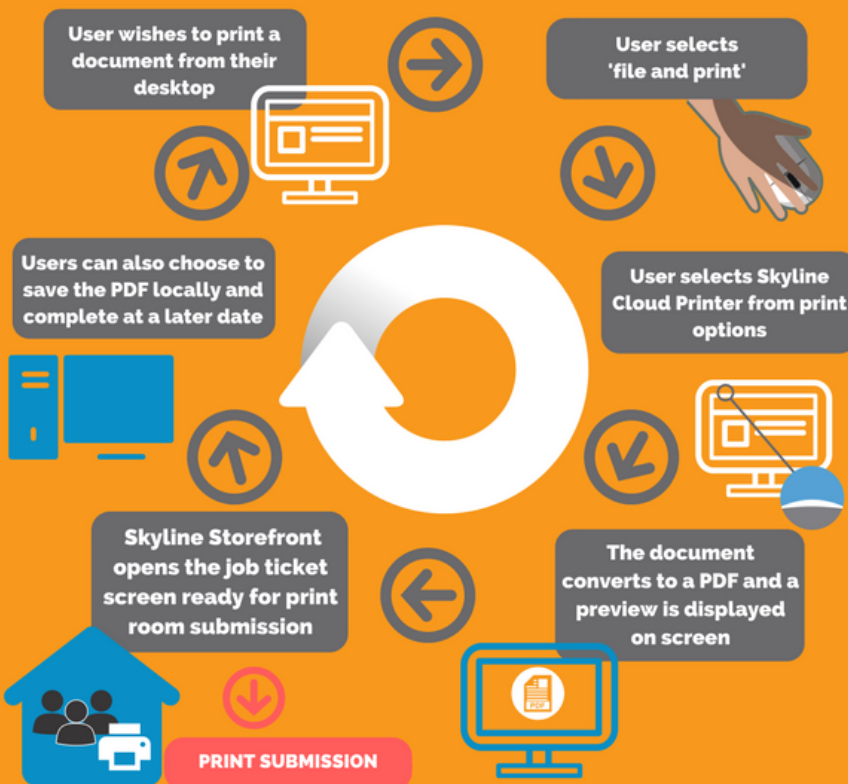 User wishes to print a
document from their
desktop
User selects
'file and print'
User selects Skyline
Cloud Printer from print
options
The document
converts to a PDF and a
preview is displayed
on screen
PDF
Skyline Storefront
opens the job ticket
screen ready for print
room submission
PRINT SUBMISSION
Users can also choose to
save the PDF locally and
complete at a later date